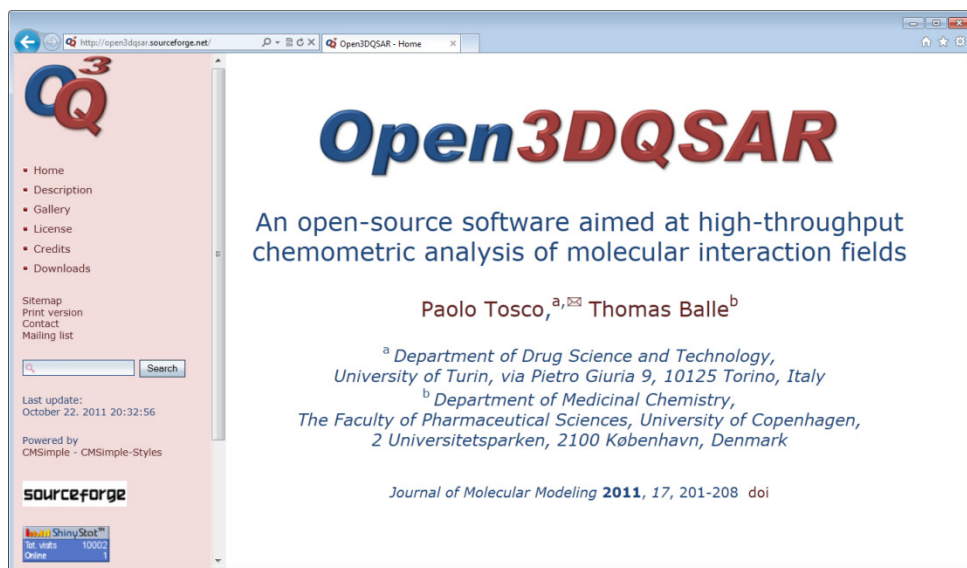 http://open3dqsar.sourceforge.net/
Open3DQSAR - Home
OQ3
Home
Description
Gallery
License
Credits
Downloads
Sitemap
Print version
Contact
Mailing list
Search
Last update:
October 22. 2011 20:32:56
Powered by
CMSimple - CMSimple-Styles
sourceforge
ShinyStat™
Tot. visits 10002
Online 1
Open3DQSAR
An open-source software aimed at high-throughput
chemometric analysis of molecular interaction fields
Paolo Tosco,a,✉ Thomas Balleb
a Department of Drug Science and Technology,
University of Turin, via Pietro Giuria 9, 10125 Torino, Italy
b Department of Medicinal Chemistry,
The Faculty of Pharmaceutical Sciences, University of Copenhagen,
2 Universitetsparken, 2100 København, Denmark
Journal of Molecular Modeling 2011, 17, 201-208 doi